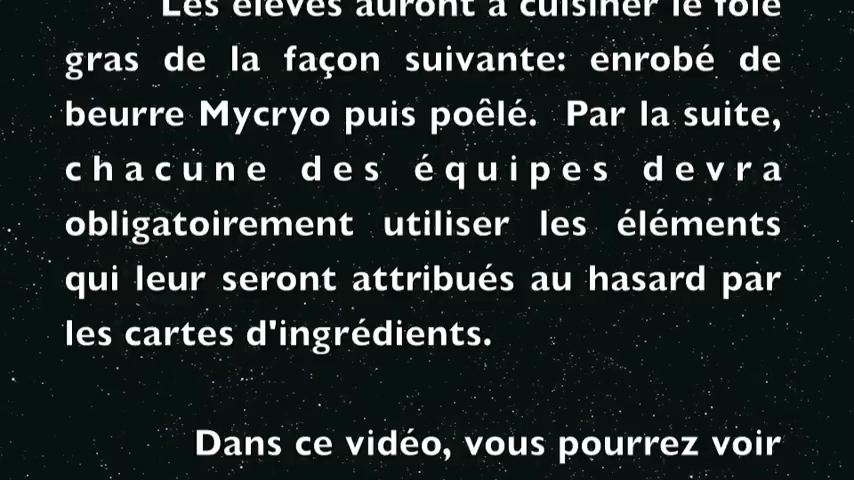 Les élèves auront à cuisiner le foie
gras de la façon suivante: enrobé de
beurre Mycryo puis poêlé. Par la suite,
chacune des équipes devra
obligatoirement utiliser les éléments
qui leur seront attribués au hasard par
les cartes d'ingrédients.
Dans ce vidéo, vous pourrez voir